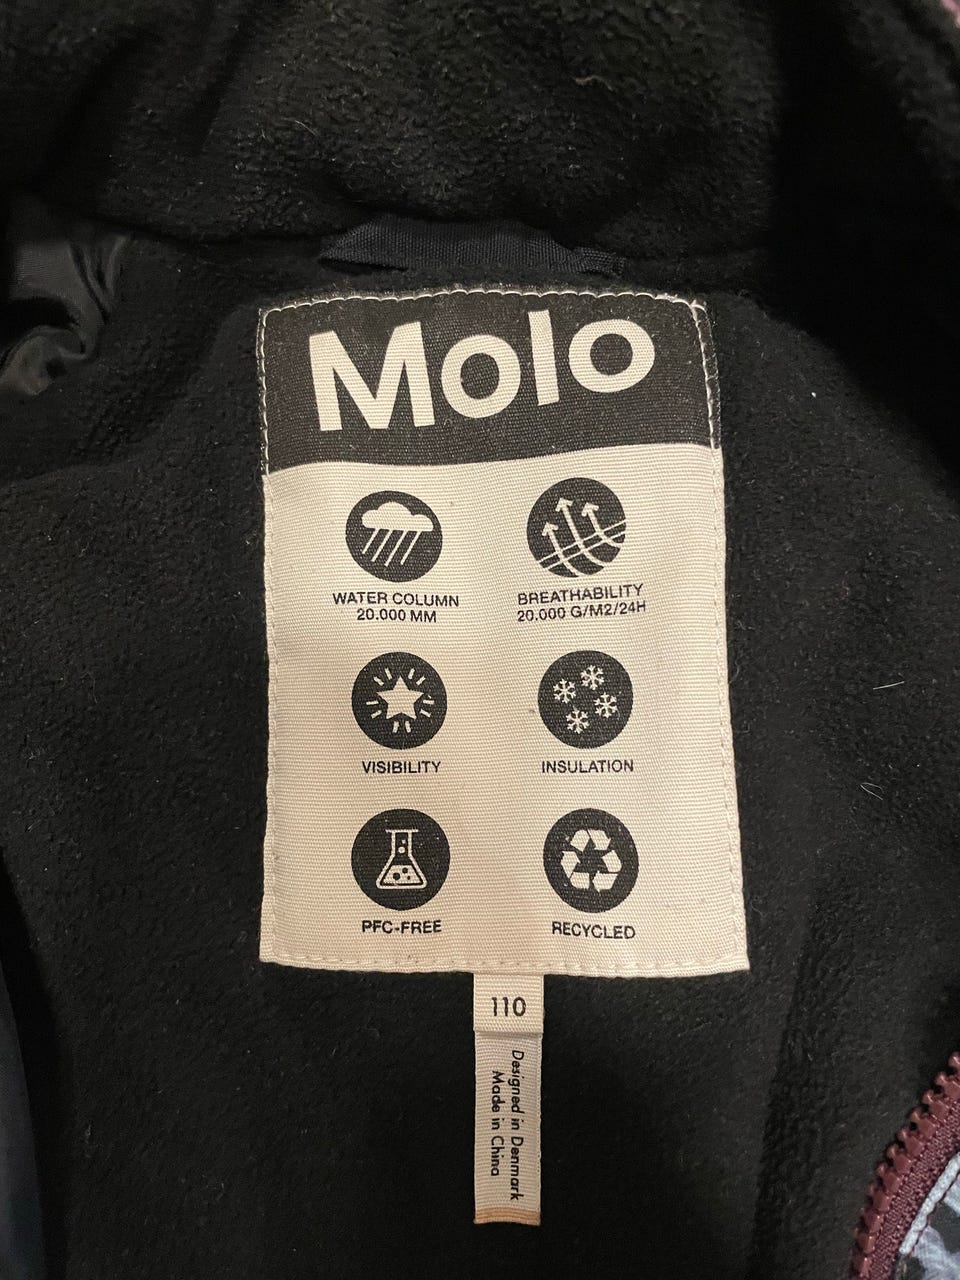 Molo
WATER COLUMN
20.000 MM
BREATHABILITY
20.000 G/M2/24H
VISIBILITY
INSULATION
PFC-FREE
RECYCLED
110
Designed in Denmark
Made in China